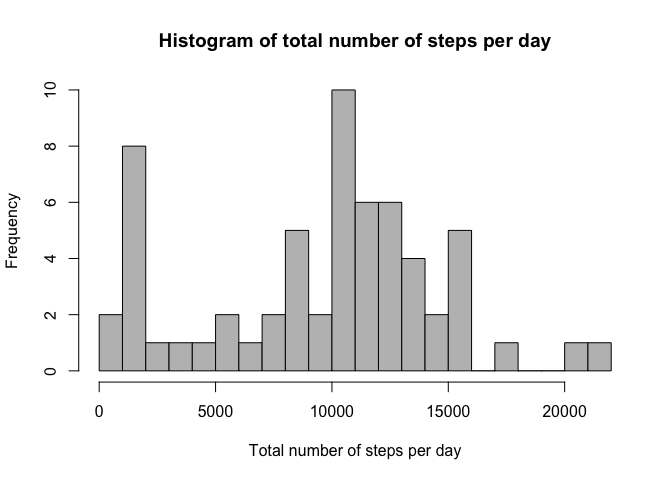 Histogram of total number of steps per day
Frequency
10
8
6
4
2
0
0 5000 10000 15000 20000
Total number of steps per day